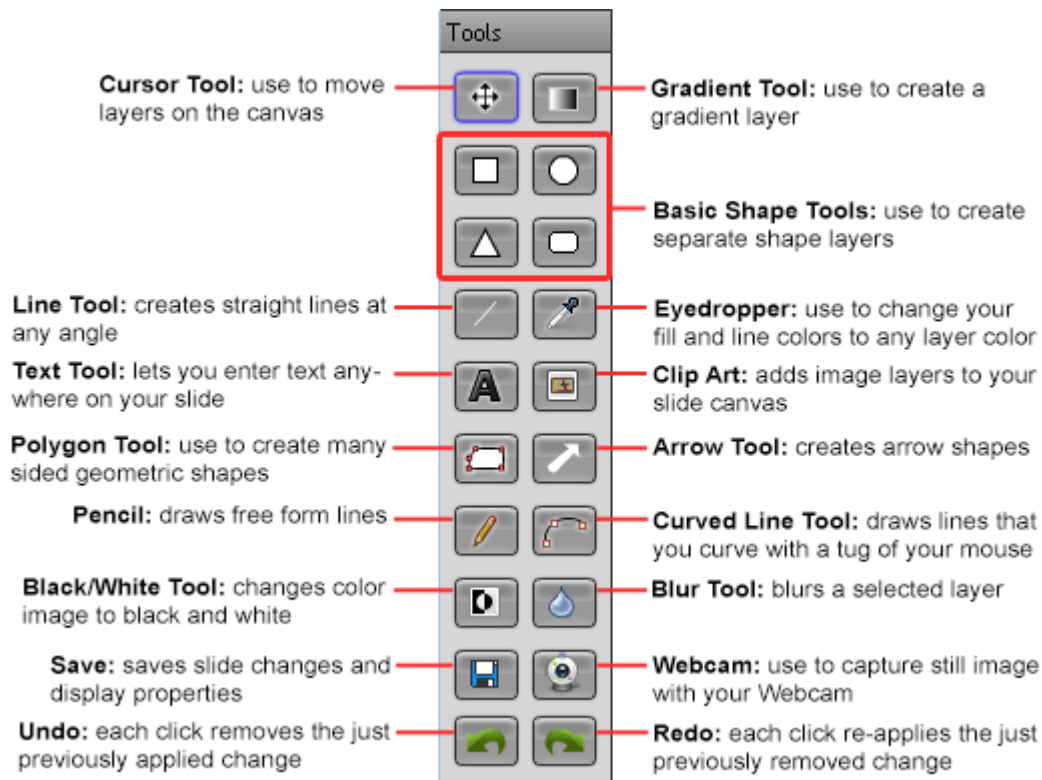 Tools
Cursor Tool: use to move
layers on the canvas
Gradient Tool: use to create a
gradient layer
Basic Shape Tools: use to create
separate shape layers
Line Tool: creates straight lines at
any angle
Eyedropper: use to change your
fill and line colors to any layer color
Text Tool: lets you enter text any-
where on your slide
Clip Art: adds image layers to your
slide canvas
Polygon Tool: use to create many
sided geometric shapes
Arrow Tool: creates arrow shapes
Pencil: draws free form lines
Curved Line Tool: draws lines that
you curve with a tug of your mouse
Black/White Tool: changes color
image to black and white
Blur Tool: blurs a selected layer
Save: saves slide changes and
display properties
Webcam: use to capture still image
with your Webcam
Undo: each click removes the just
previously applied change
Redo: each click re-applies the just
previously removed change